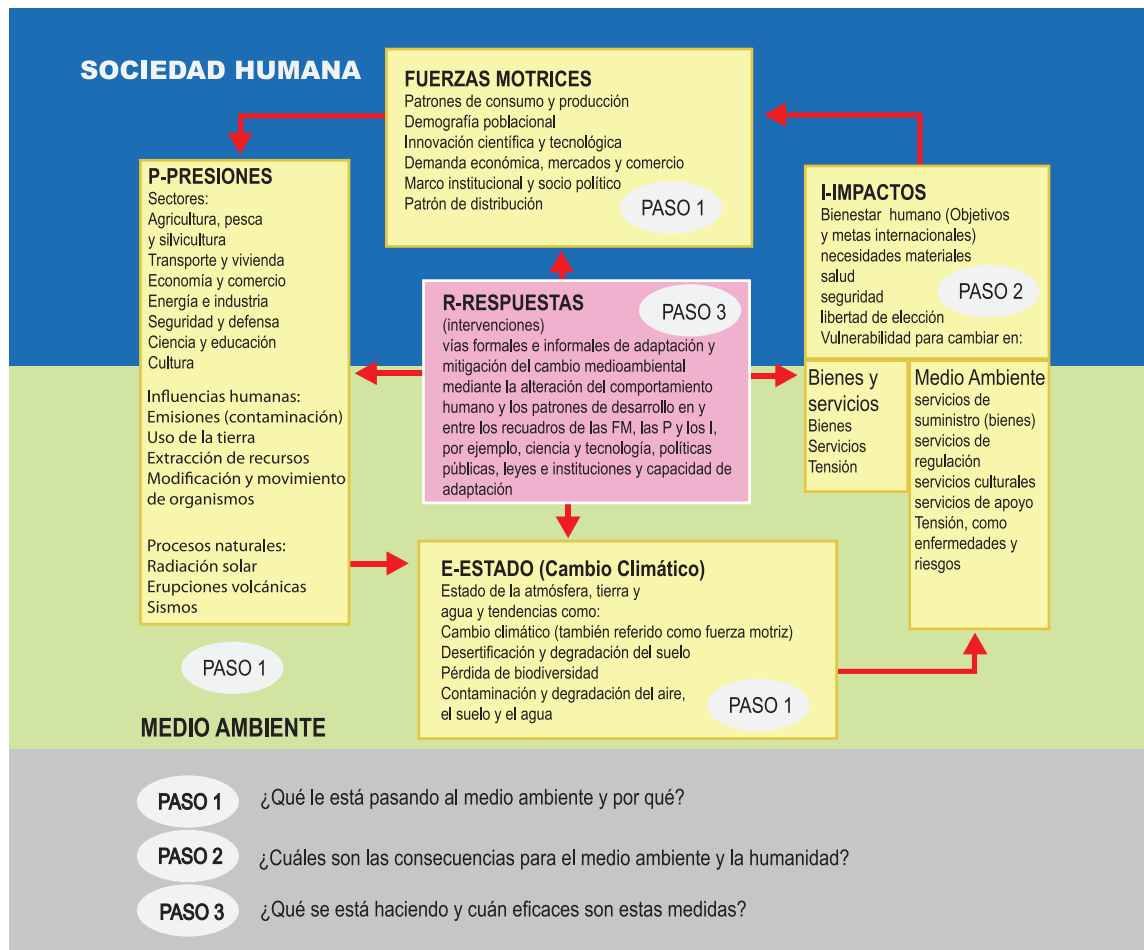 SOCIEDAD HUMANA
FUERZAS MOTRICES
Patrones de consumo y producción
Demografía poblacional
Innovación científica y tecnológica
Demanda económica, mercados y comercio
Marco institucional y socio político
Patrón de distribución
PASO 1
P-PRESIONES
Sectores:
Agricultura, pesca
y silvicultura
Transporte y vivienda
Economía y comercio
Energía e industria
Seguridad y defensa
Ciencia y educación
Cultura
Influencias humanas:
Emisiones (contaminación)
Uso de la tierra
Extracción de recursos
Modificación y movimiento
de organismos
Procesos naturales:
Radiación solar
Erupciones volcánicas
Sismos
PASO 1
R-RESPUESTAS
PASO 3
(intervenciones)
vías formales e informales de adaptación y
mitigación del cambio medioambiental
mediante la alteración del comportamiento
humano y los patrones de desarrollo en y
entre los recuadros de las FM, las P y los I,
por ejemplo, ciencia y tecnología, políticas
públicas, leyes e instituciones y capacidad de
adaptación
I-IMPACTOS
Bienestar humano (Objetivos
y metas internacionales)
necesidades materiales
salud
seguridad
libertad de elección
Vulnerabilidad para cambiar en:
PASO 2
Bienes y
servicios
Bienes
Servicios
Tensión
Medio Ambiente
servicios de
suministro (bienes)
servicios de
regulación
servicios culturales
servicios de apoyo
Tensión, como
enfermedades y
riesgos
E-ESTADO (Cambio Climático)
Estado de la atmósfera, tierra y
agua y tendencias como:
Cambio climático (también referido como fuerza motriz)
Desertificación y degradación del suelo
Pérdida de biodiversidad
Contaminación y degradación del aire,
el suelo y el agua
PASO 1
MEDIO AMBIENTE
PASO 1 ¿Qué le está pasando al medio ambiente y por qué?
PASO 2 ¿Cuáles son las consecuencias para el medio ambiente y la humanidad?
PASO 3 ¿Qué se está haciendo y cuán eficaces son estas medidas?